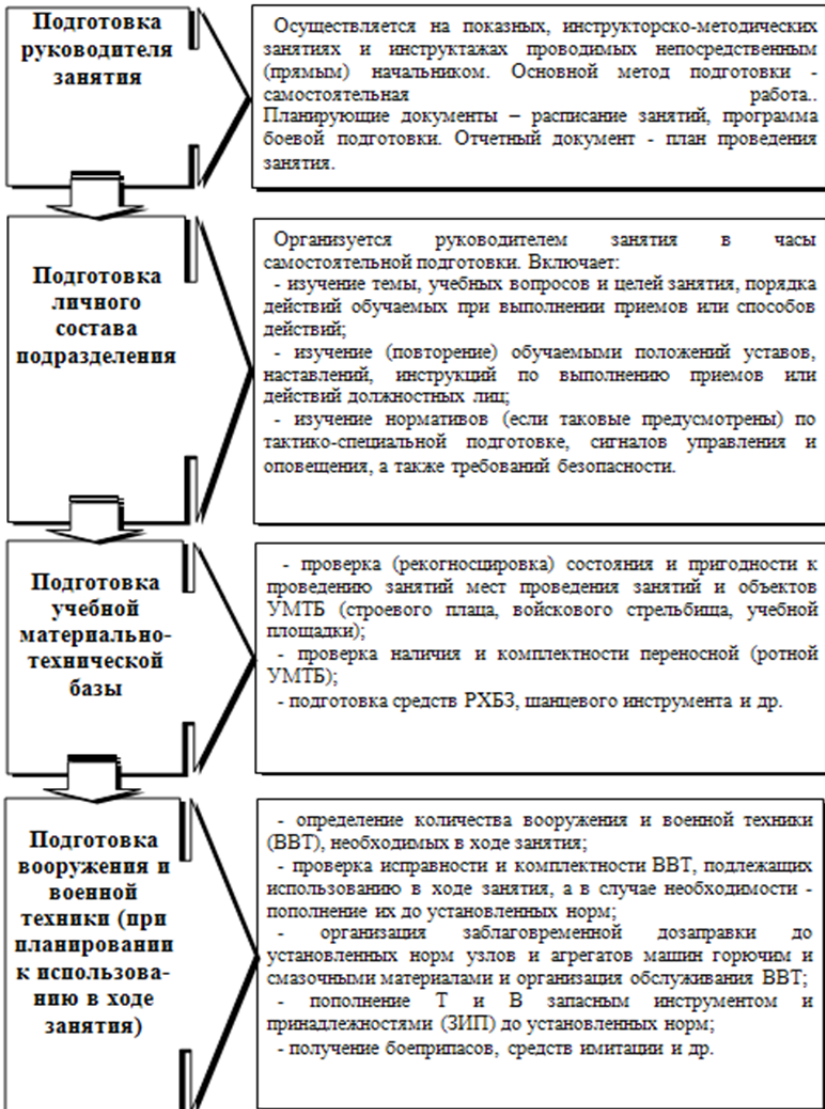 Подготовка
руководителя
занятия
Осуществляется на показных, инструкторско-методических
занятиях и инструктажах проводимых непосредственным
(прямым) начальником. Основной метод подготовки -
самостоятельная работа..
Планирующие документы – расписание занятий, программа
боевой подготовки. Отчетный документ - план проведения
занятия.
Подготовка
личного
состава
подразделения
Организуется руководителем занятия в часы
самостоятельной подготовки. Включает:
- изучение темы, учебных вопросов и целей занятия, порядка
действий обучаемых при выполнении приемов или способов
действий;
- изучение (повторение) обучаемыми положений уставов,
наставлений, инструкций по выполнению приемов или
действий должностных лиц;
- изучение нормативов (если таковые предусмотрены) по
тактико-специальной подготовке, сигналов управления и
оповещения, а также требований безопасности.
Подготовка
учебной
материально-
технической
базы
- проверка (рекогносцировка) состояния и пригодности к
проведению занятий мест проведения занятий и объектов
УМТБ (строевого плаца, войскового стрельбища, учебной
площадки);
- проверка наличия и комплектности переносной (ротной
УМТБ);
- подготовка средств РХБЗ, шанцевого инструмента и др.
Подготовка
вооружения и
военной
техники (при
планировании
к использова-
нию в ходе
занятия)
- определение количества вооружения и военной техники
(ВВТ), необходимых в ходе занятия;
- проверка исправности и комплектности ВВТ, подлежащих
использованию в ходе занятия, а в случае необходимости -
пополнение их до установленных норм;
- организация заблаговременной дозаправки до
установленных норм узлов и агрегатов машин горючим и
смазочными материалами и организация обслуживания ВВТ;
- пополнение Т и В запасным инструментом и
принадлежностями (ЗИП) до установленных норм;
- получение боеприпасов, средств имитации и др.